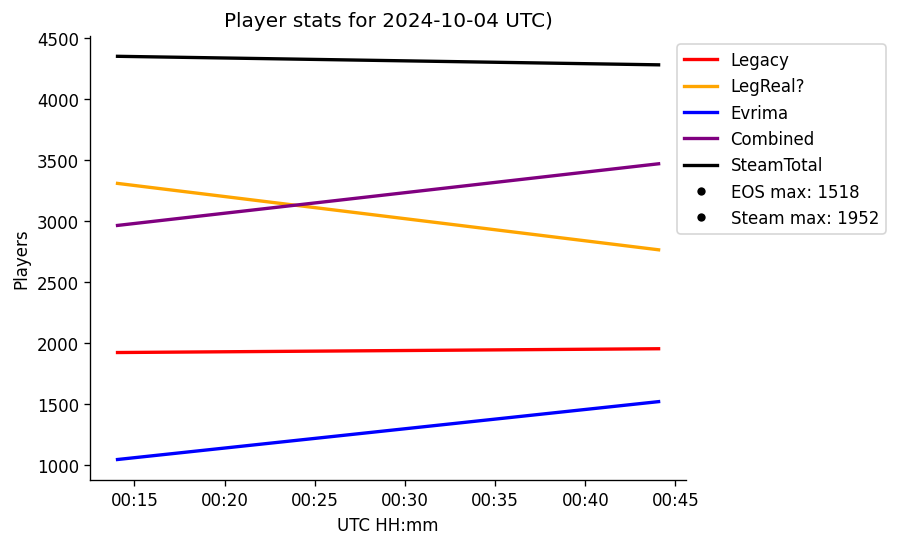 Player stats for 2024-10-04 UTC)
4500
4000
3500
3000
2500
2000
1500
1000
Players
00:15 00:20 00:25 00:30 00:35 00:40 00:45
UTC HH:mm
Legacy
LegReal?
Evrima
Combined
SteamTotal
EOS max: 1518
Steam max: 1952